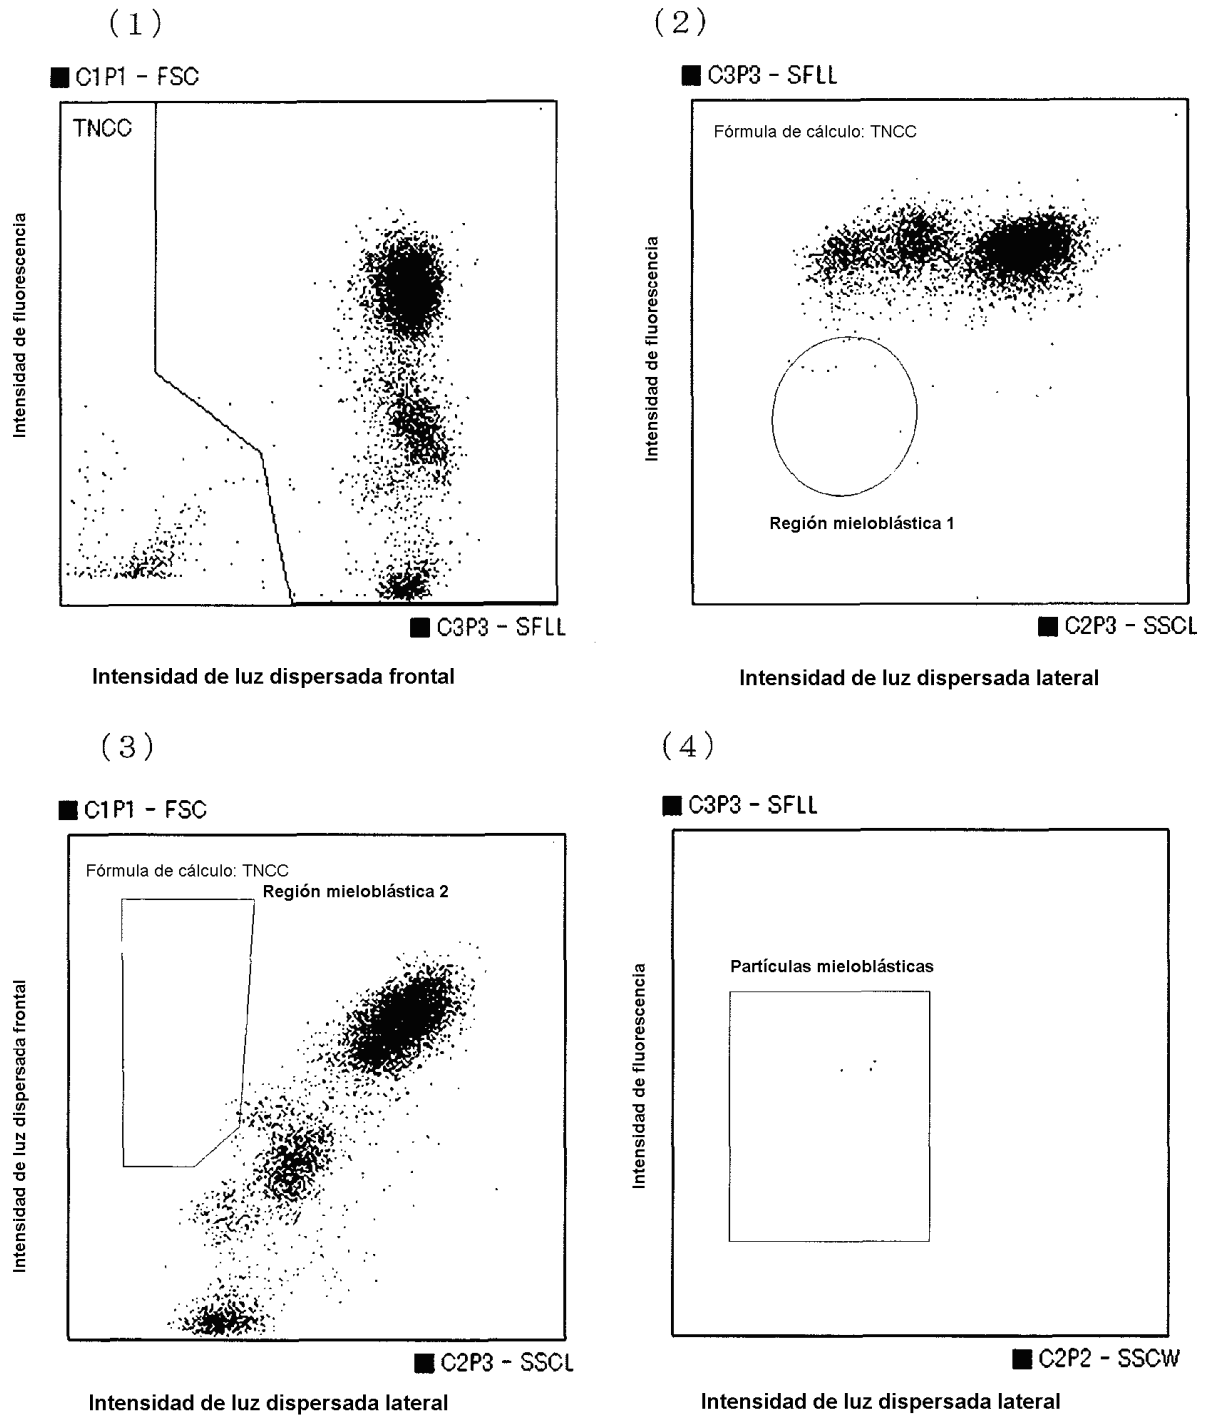 (1)
■ C1P1 - FSC
TNCC
Intensidad de fluorescencia
■ C3P3 - SFLL
Intensidad de luz dispersada frontal
(2)
■ C3P3 - SFLL
Fórmula de cálculo: TNCC
Intensidad de fluorescencia
Región mieloblástica 1
■ C2P3 - SSCL
Intensidad de luz dispersada lateral
(3)
■ C1P1 - FSC
Fórmula de cálculo: TNCC
Región mieloblástica 2
Intensidad de luz dispersada frontal
■ C2P3 - SSCL
Intensidad de luz dispersada lateral
(4)
■ C3P3 - SFLL
Partículas mieloblásticas
Intensidad de fluorescencia
■ C2P2 - SSCW
Intensidad de luz dispersada lateral